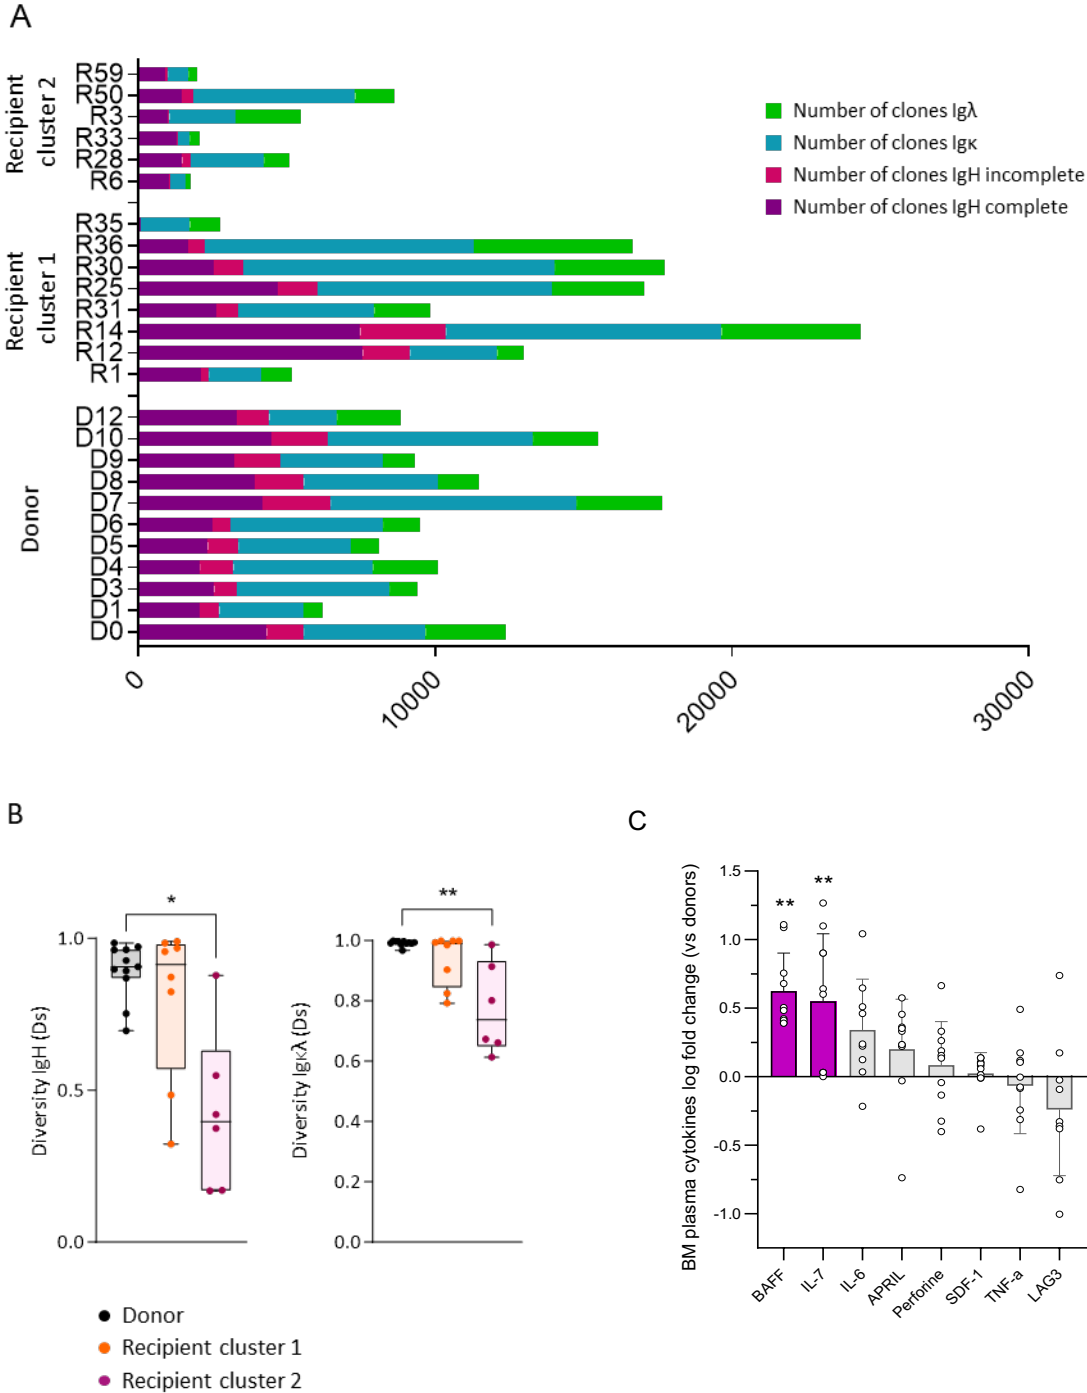 A
Recipient
cluster 2
R59
R50
R3
R33
R28
R6
Recipient
cluster 1
R35
R36
R30
R25
R31
R14
R12
R1
Donor
D12
D10
D9
D8
D7
D6
D5
D4
D3
D1
D0
0
10000
20000
30000
Number of clones Igλ
Number of clones Igκ
Number of clones IgH incomplete
Number of clones IgH complete
B
Diversity IgH (Ds)
1.0
0.5
0.0
*
Diversity Igκλ (Ds)
1.0
0.8
0.6
0.4
0.2
0.0
**
Donor
Recipient cluster 1
Recipient cluster 2
C
BM plasma cytokines log fold change (vs donors)
1.5
1.0
0.5
0.0
-0.5
-1.0
**
**
BAFF
IL-7
IL-6
APRIL
Perforine
SDF-1
TNF-a
LAG3